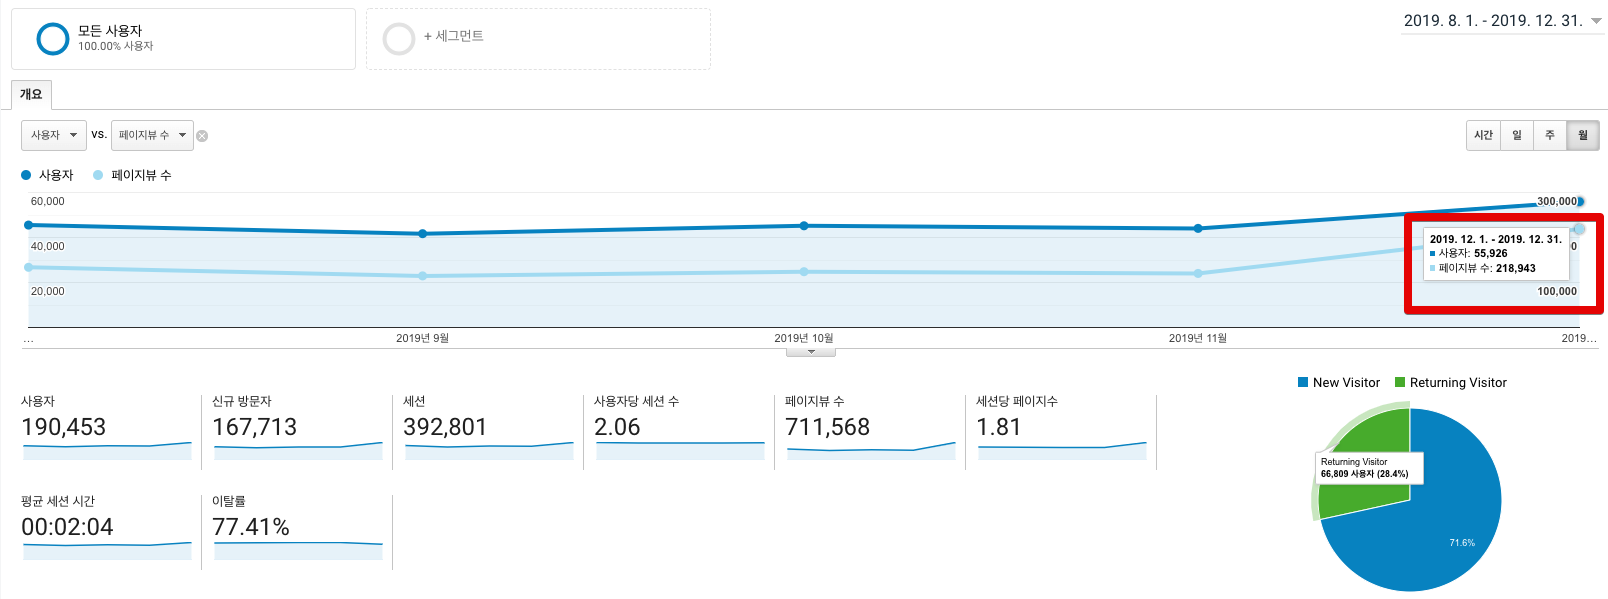 모든 사용자
100.00% 사용자
+ 세그먼트
2019. 8. 1. - 2019. 12. 31.
개요
사용자 vs. 페이지뷰 수
시간 일 주 월
사용자 페이지뷰 수
60,000
40,000
20,000
300,000
100,000
2019. 12. 1. - 2019. 12. 31.
사용자: 55,926
페이지뷰 수: 218,943
... 2019년 9월 2019년 10월 2019년 11월 2019...
사용자
190,453
신규 방문자
167,713
세션
392,801
사용자당 세션 수
2.06
페이지뷰 수
711,568
세션당 페이지수
1.81
평균 세션 시간
00:02:04
이탈률
77.41%
New Visitor Returning Visitor
Returning Visitor
66,809 사용자 (28.4%)
71.6%